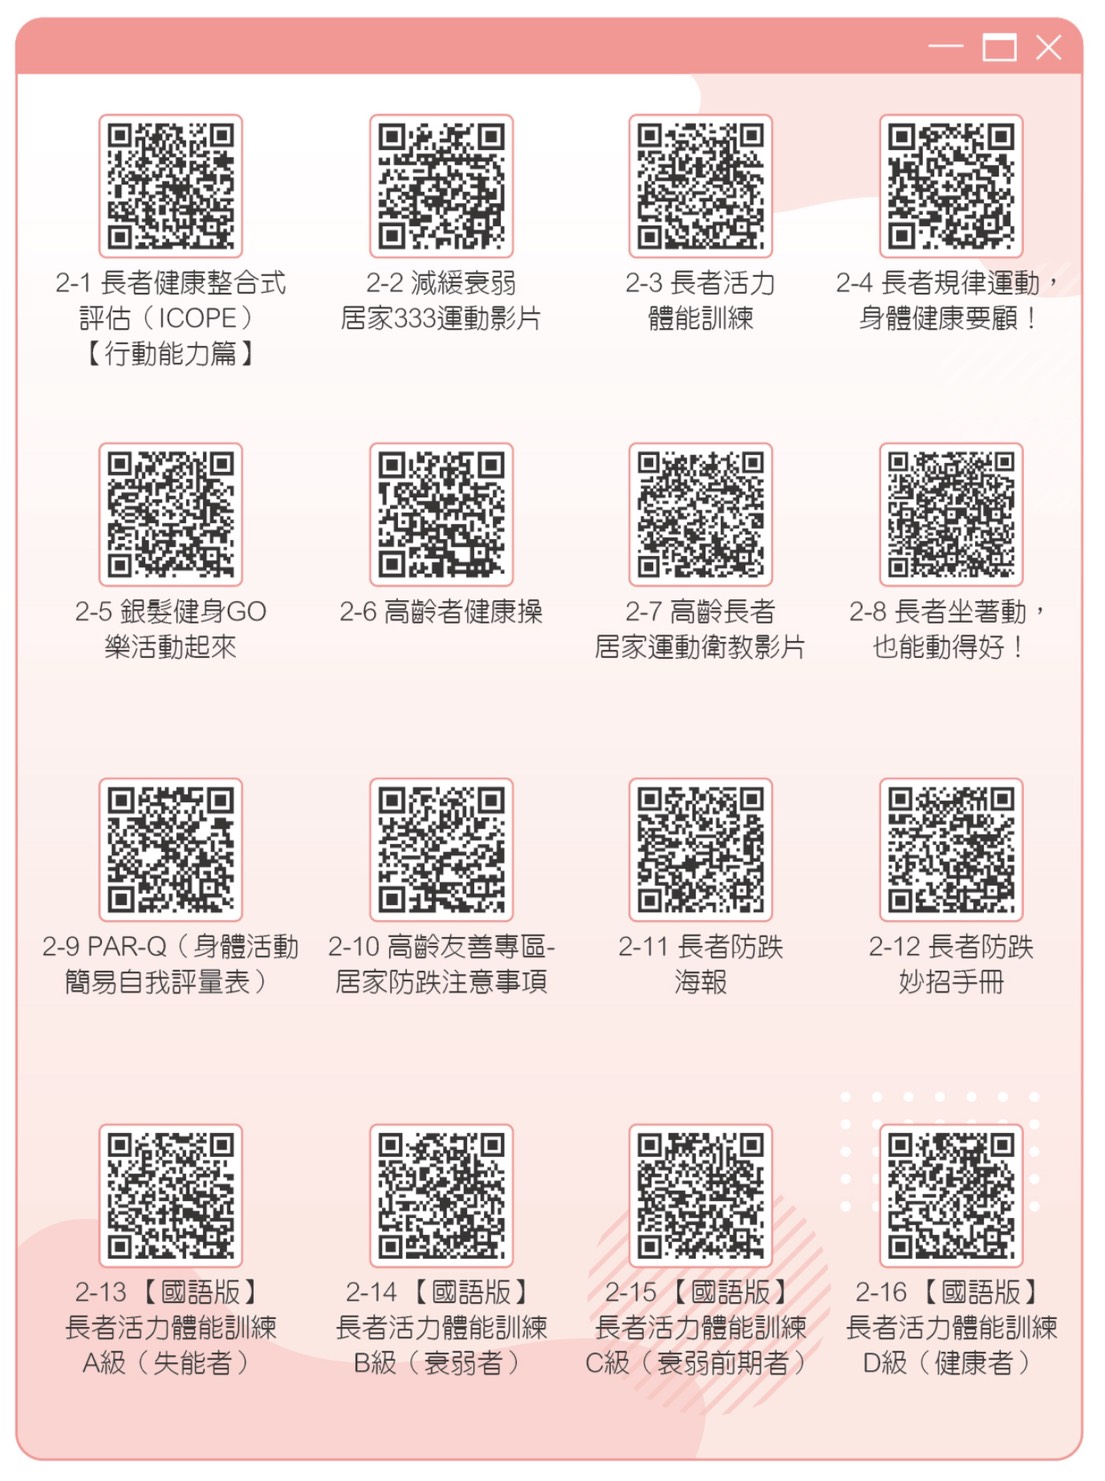 2-1 長者健康整合式
評估（ICOPE）
【行動能力篇】
2-2 減緩衰弱
居家333運動影片
2-3 長者活力
體能訓練
2-4 長者規律運動，
身體健康要顧！
2-5 銀髮健身GO
樂活動起來
2-6 高齡者健康操
2-7 高齡長者
居家運動衛教影片
2-8 長者坐著動，
也能動得好！
2-9 PAR-Q（身體活動
簡易自我評量表）
2-10 高齡友善專區-
居家防跌注意事項
2-11 長者防跌
海報
2-12 長者防跌
妙招手冊
2-13 【國語版】
長者活力體能訓練
A級（失能者）
2-14 【國語版】
長者活力體能訓練
B級（衰弱者）
2-15 【國語版】
長者活力體能訓練
C級（衰弱前期者）
2-16 【國語版】
長者活力體能訓練
D級（健康者）